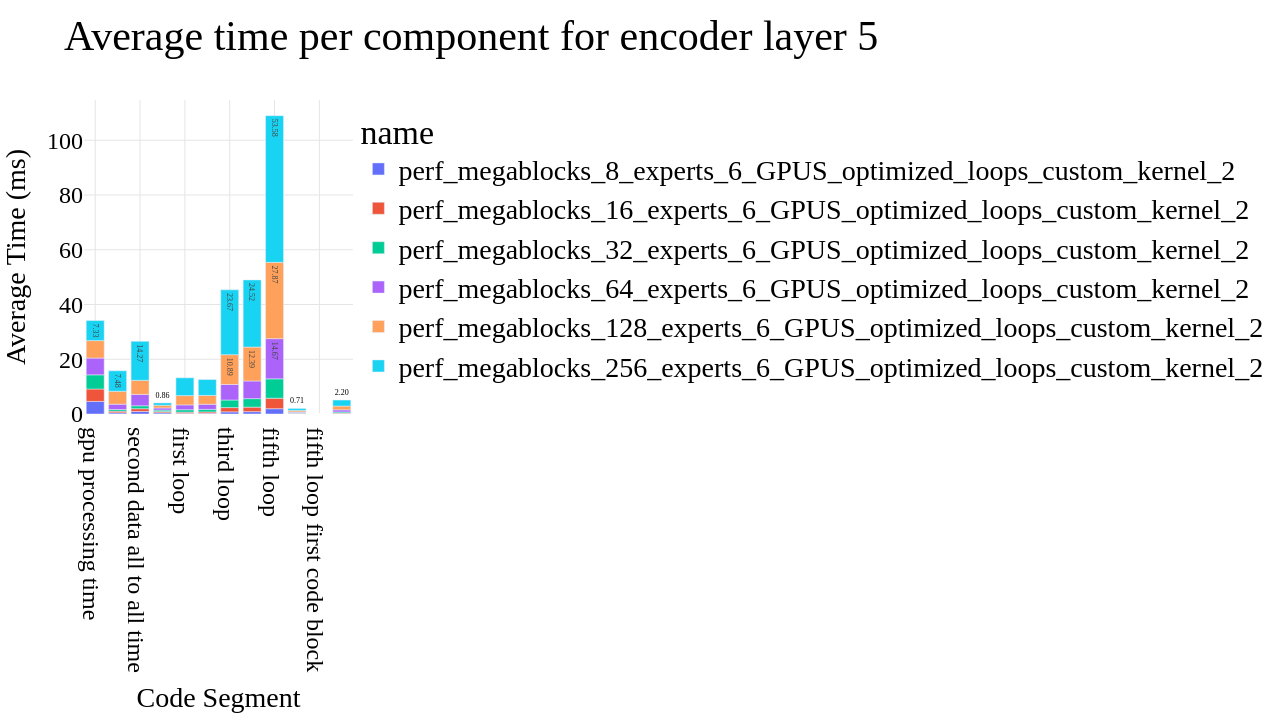 Average time per component for encoder layer 5
Average Time (ms)
100
80
60
40
20
0
7.33
7.48
14.27
0.86
23.67
10.89
24.52
12.39
53.58
27.87
14.67
0.71
2.20
gpu processing time
second data all to all time
first loop
third loop
fifth loop
fifth loop first code block
Code Segment
name
perf_megablocks_8_experts_6_GPUS_optimized_loops_custom_kernel_2
perf_megablocks_16_experts_6_GPUS_optimized_loops_custom_kernel_2
perf_megablocks_32_experts_6_GPUS_optimized_loops_custom_kernel_2
perf_megablocks_64_experts_6_GPUS_optimized_loops_custom_kernel_2
perf_megablocks_128_experts_6_GPUS_optimized_loops_custom_kernel_2
perf_megablocks_256_experts_6_GPUS_optimized_loops_custom_kernel_2